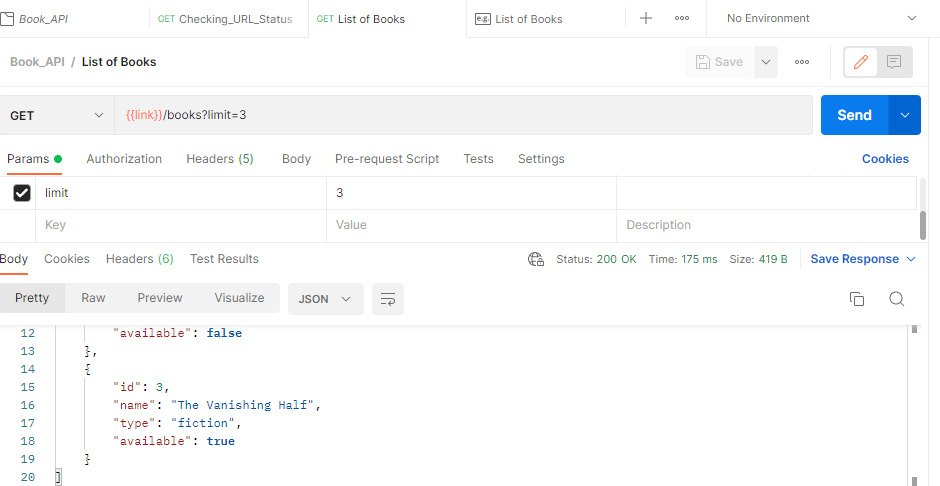 Book_API GET Checking_URL_Status GET List of Books e.g. List of Books + ooo No Environment
Book_API / List of Books Save ooo
GET {{link}}/books?limit=3 Send
Params Authorization Headers (5) Body Pre-request Script Tests Settings Cookies
limit 3
Key Value Description
Body Cookies Headers (6) Test Results Status: 200 OK Time: 175 ms Size: 419 B Save Response
Pretty Raw Preview Visualize JSON
12 "available": false
13 },
14 {
15 "id": 3,
16 "name": "The Vanishing Half",
17 "type": "fiction",
18 "available": true
19 }
20 ]